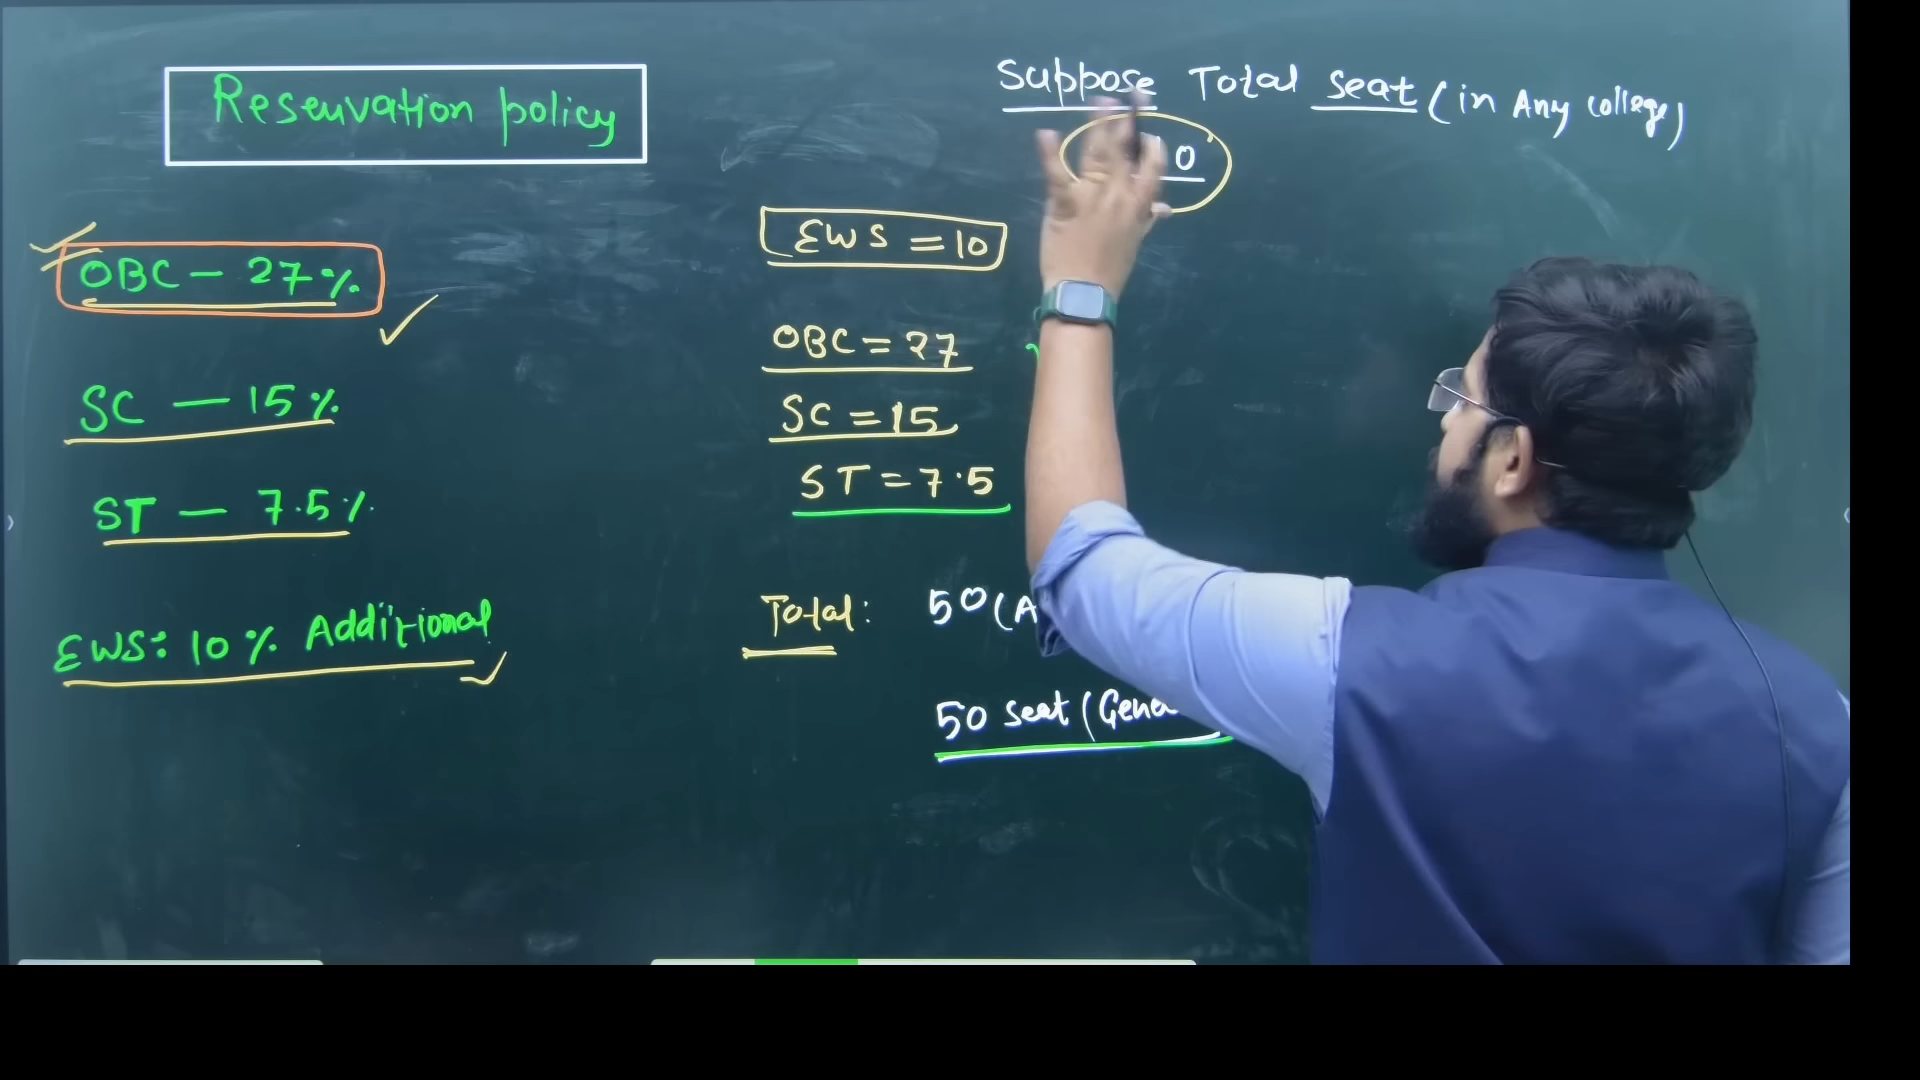 Reservation policy
OBC - 27%
SC - 15%
ST - 7.5%
EWS: 10% Additional
Suppose Total seat (in Any college)
EWS = 10
OBC = 27
SC = 15
ST = 7.5
Total: 50 (A
50 seat (Gene